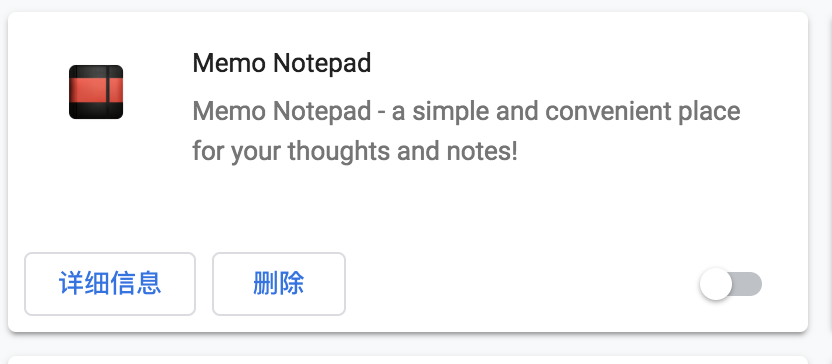 Memo Notepad
Memo Notepad - a simple and convenient place
for your thoughts and notes!
详细信息
删除